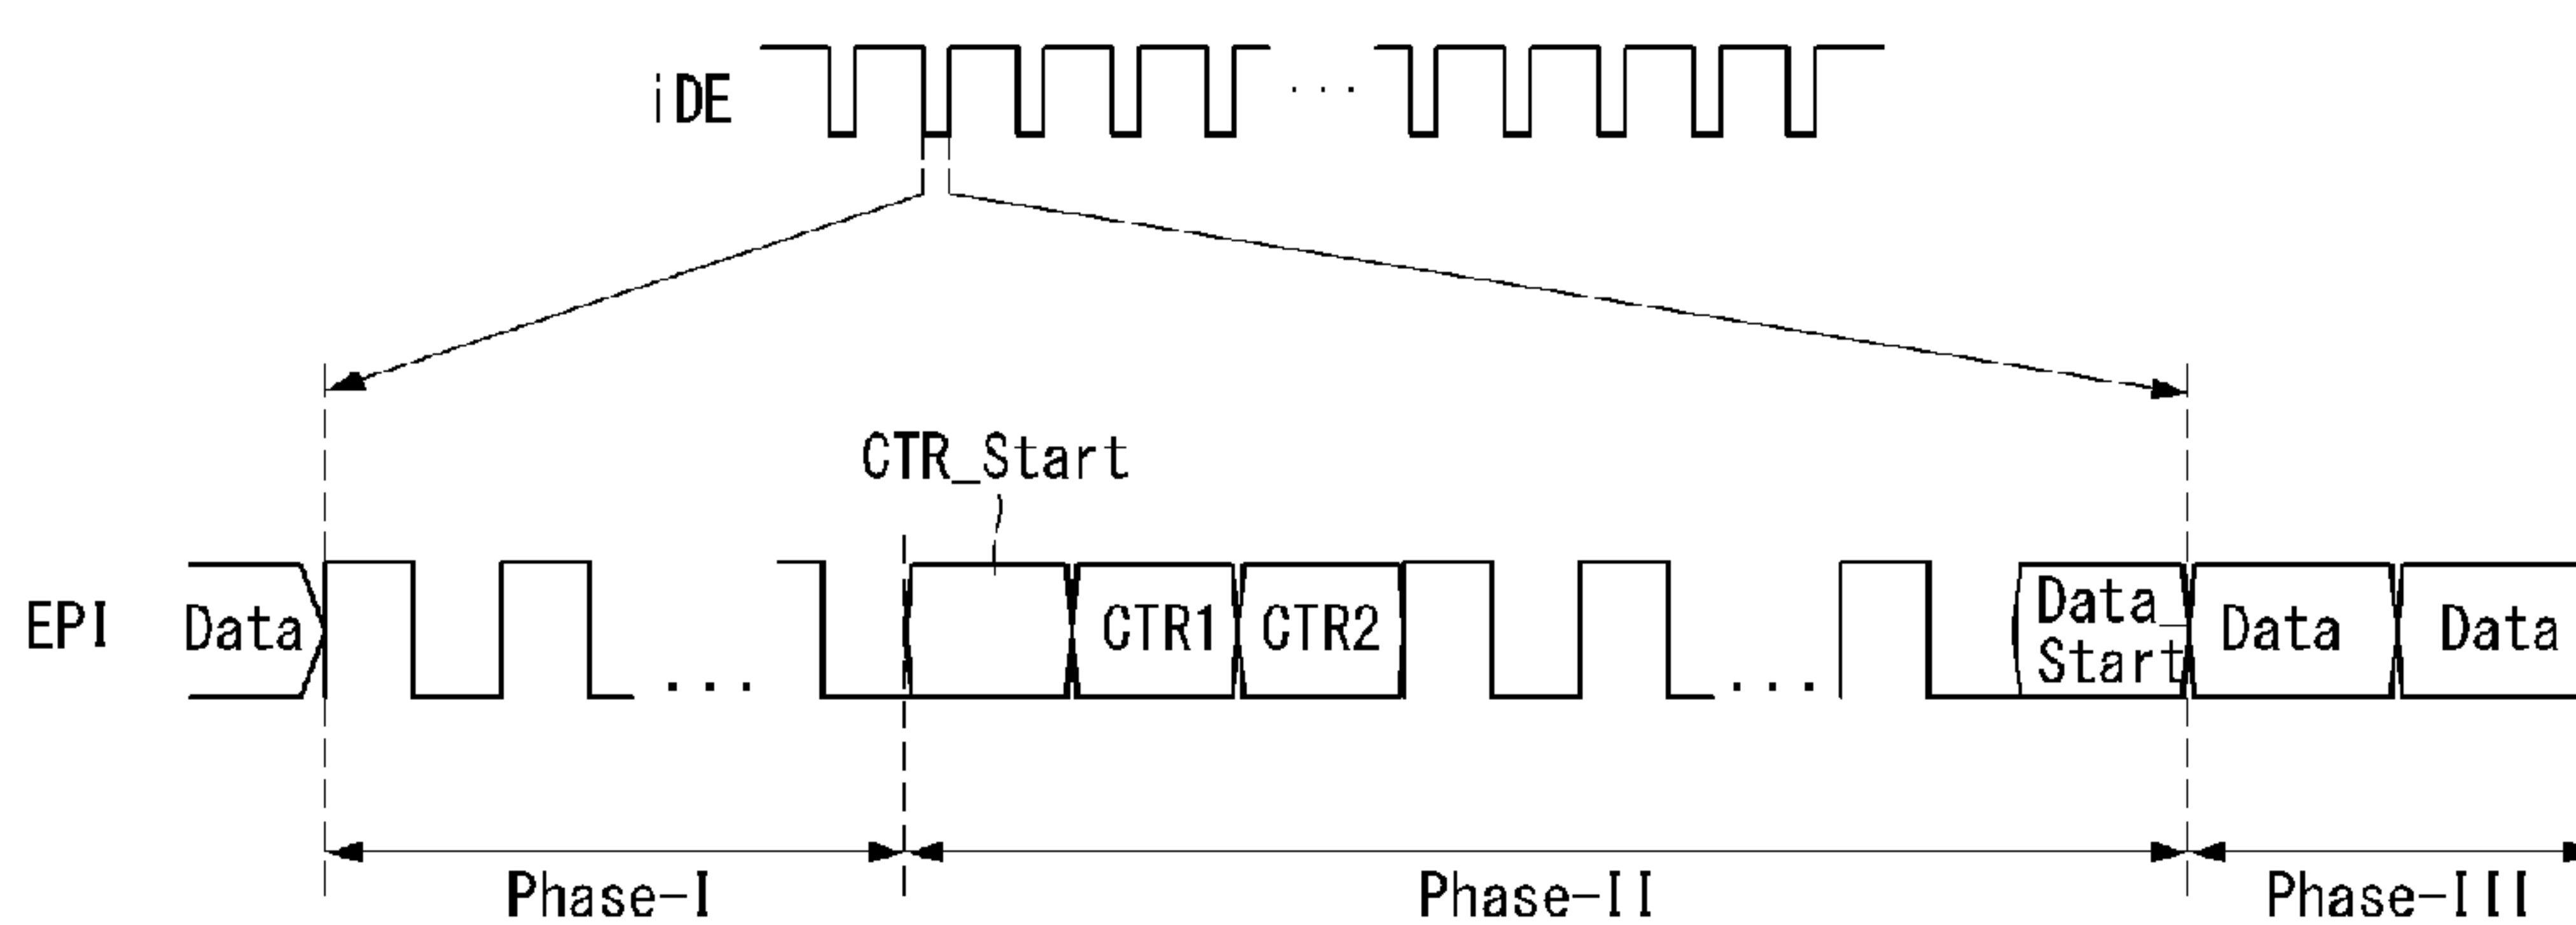 iDE
...
CTR_Start
EPI
Data
...
CTR1
CTR2
...
Data_
Start
Data
Data
Phase-I
Phase-II
Phase-III